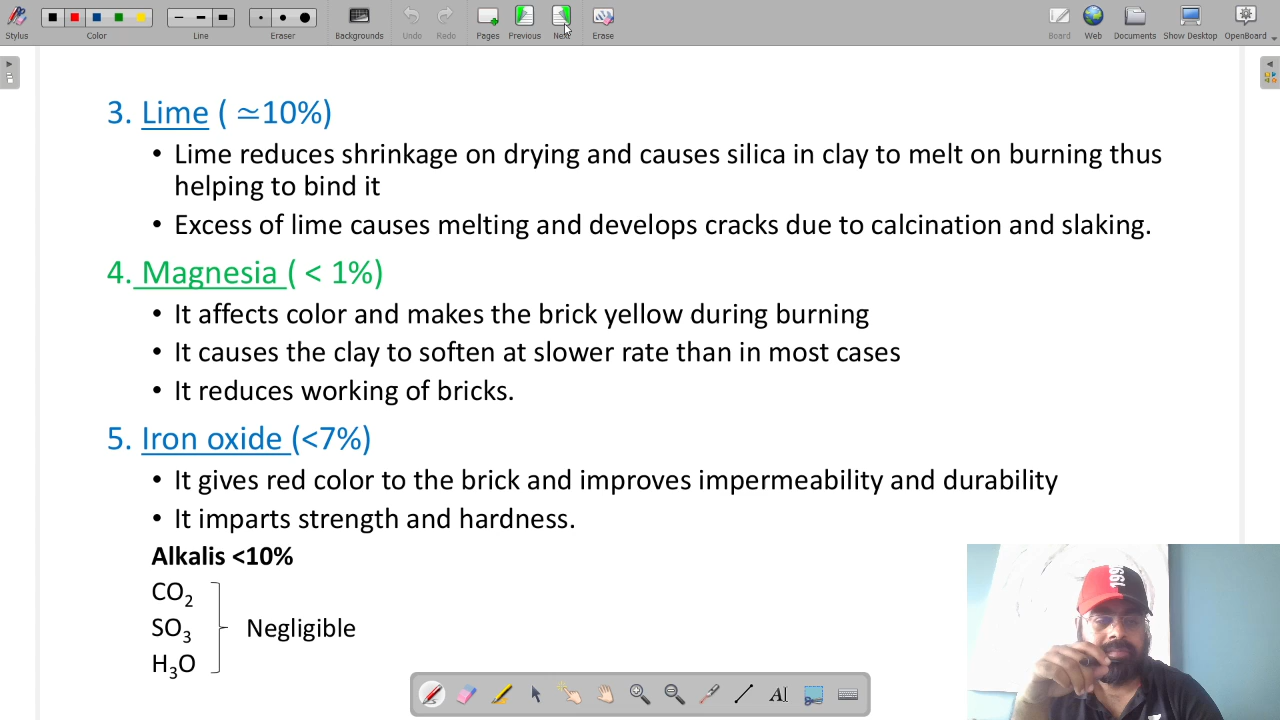 Stylus
Color
Line
Eraser
Backgrounds
Undo
Redo
Pages
Previous
Next
Erase
Board
Web
Documents
Show Desktop
OpenBoard
3. Lime ( ≃10%)
• Lime reduces shrinkage on drying and causes silica in clay to melt on burning thus
helping to bind it
• Excess of lime causes melting and develops cracks due to calcination and slaking.
4. Magnesia ( < 1%)
• It affects color and makes the brick yellow during burning
• It causes the clay to soften at slower rate than in most cases
• It reduces working of bricks.
5. Iron oxide (<7%)
• It gives red color to the brick and improves impermeability and durability
• It imparts strength and hardness.
Alkalis <10%
CO₂
SO₃
Negligible
H₃O
AI